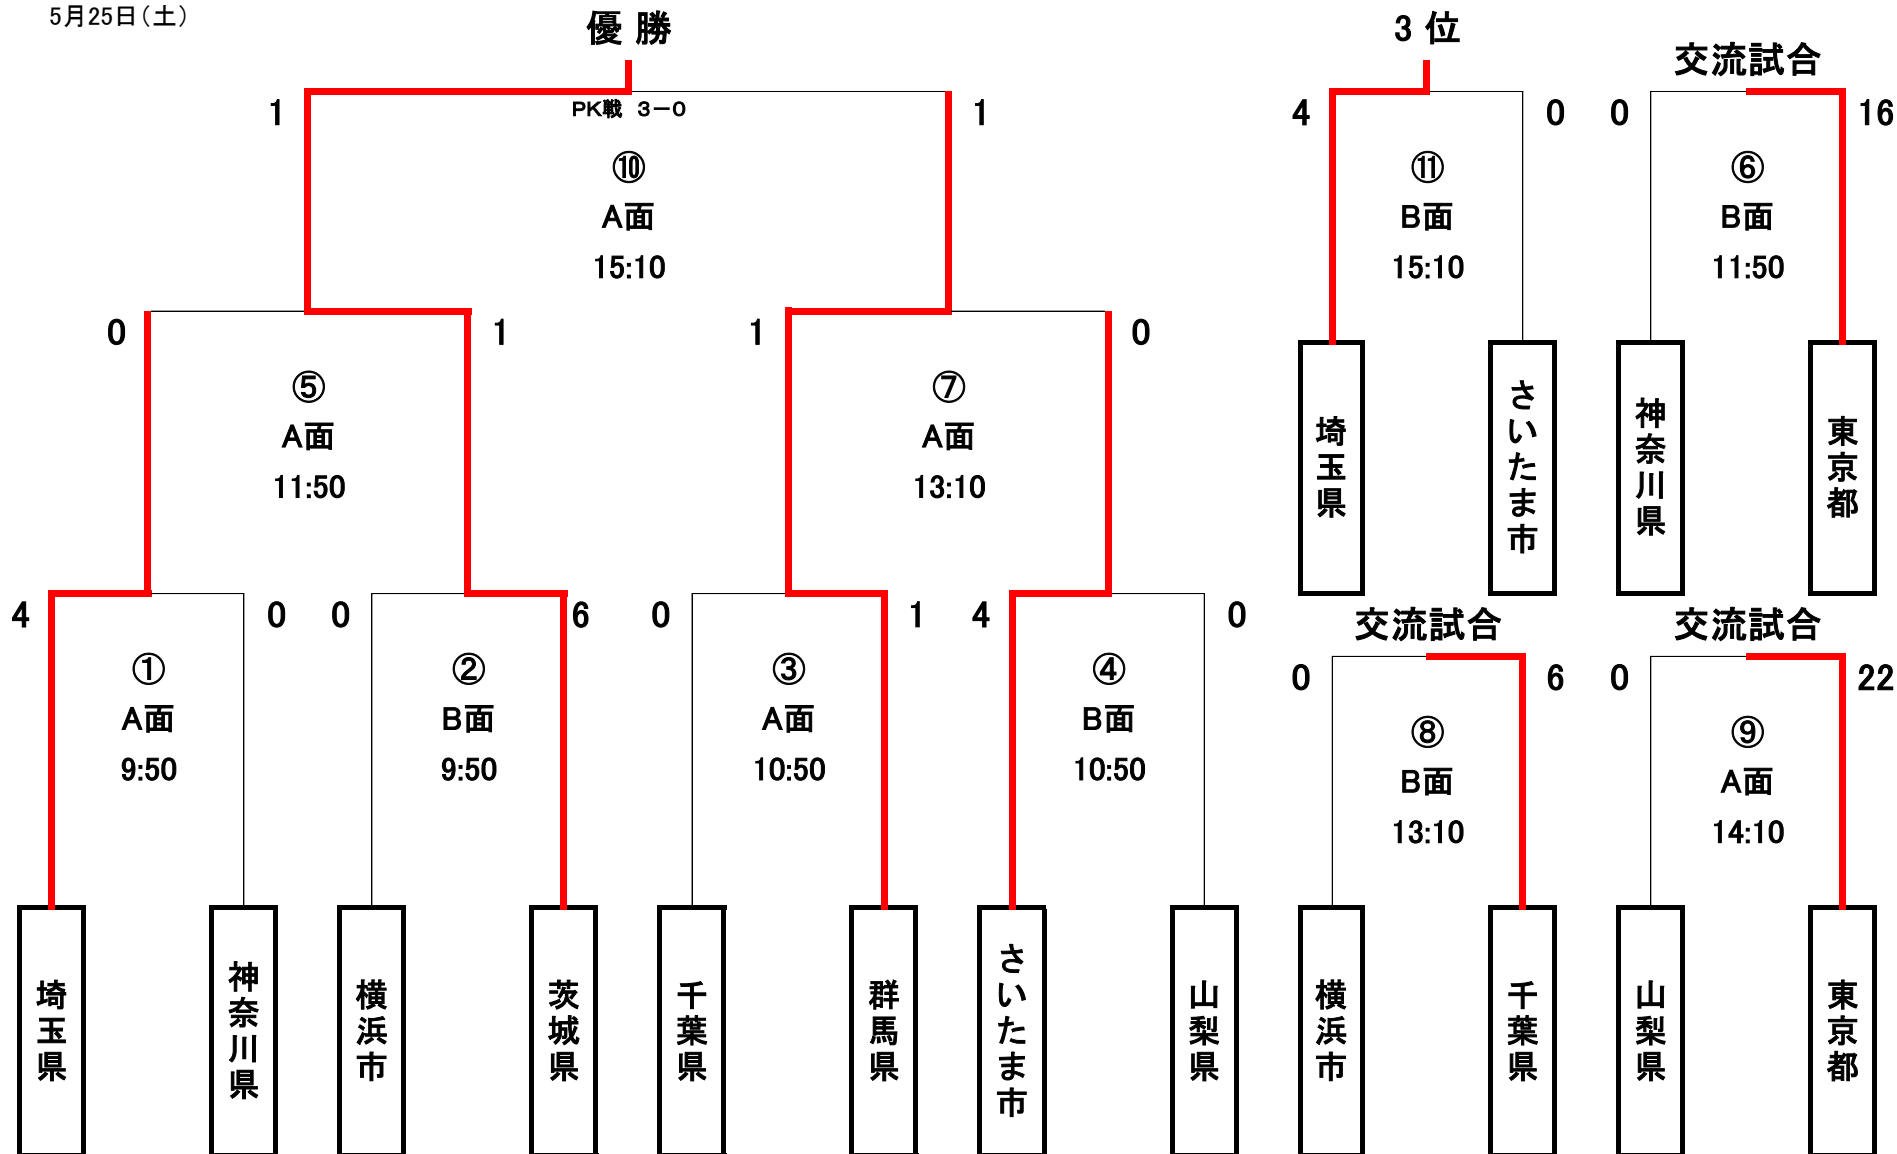 5月25日(土)
優 勝
3 位
交流試合
1
PK戦 3-0
1
4
0
0
16
⑩
A面
15:10
⑪
B面
15:10
⑥
B面
11:50
0
1
1
0
⑤
A面
11:50
⑦
A面
13:10
埼玉県
さいたま市
神奈川県
東京都
4
0
0
6
0
1
4
0
交流試合
交流試合
0
6
0
22
①
A面
9:50
②
B面
9:50
③
A面
10:50
④
B面
10:50
⑧
B面
13:10
⑨
A面
14:10
埼玉県
神奈川県
横浜市
茨城県
千葉県
群馬県
さいたま市
山梨県
横浜市
千葉県
山梨県
東京都